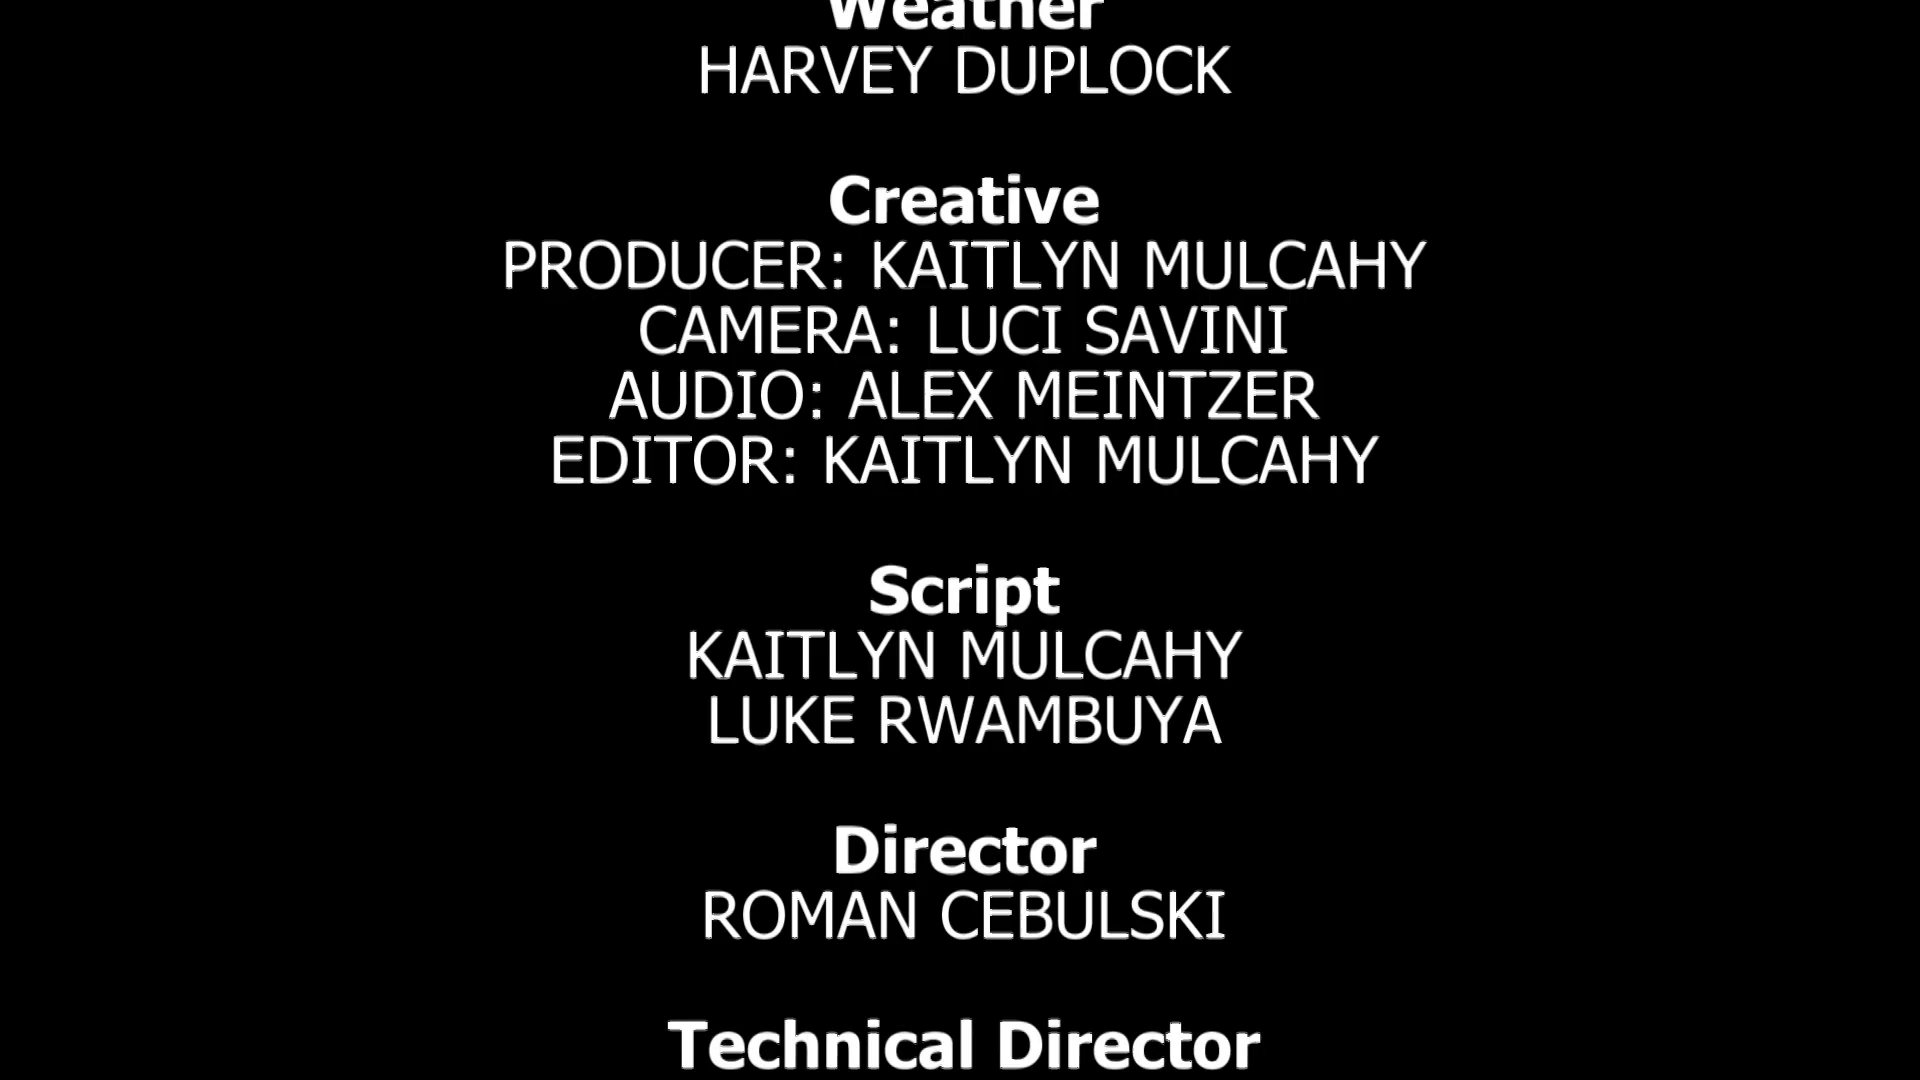 Weather
HARVEY DUPLOCK
Creative
PRODUCER: KAITLYN MULCAHY
CAMERA: LUCI SAVINI
AUDIO: ALEX MEINTZER
EDITOR: KAITLYN MULCAHY
Script
KAITLYN MULCAHY
LUKE RWAMBUYA
Director
ROMAN CEBULSKI
Technical Director